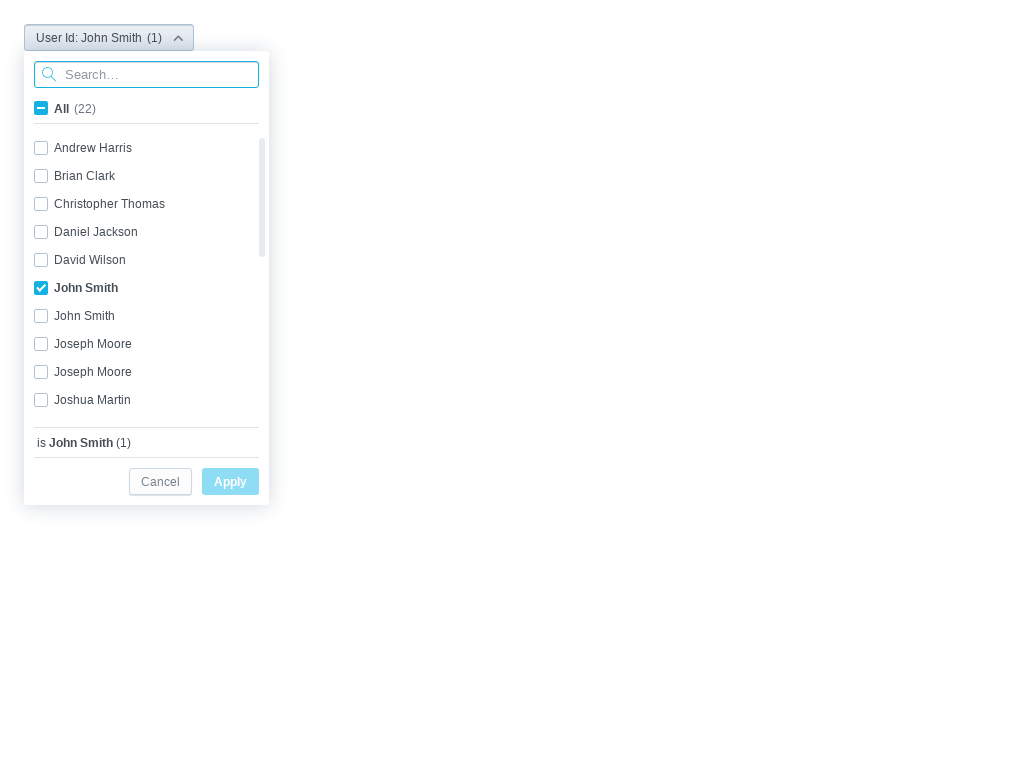 User Id: John Smith (1)
Search…
All (22)
Andrew Harris
Brian Clark
Christopher Thomas
Daniel Jackson
David Wilson
John Smith
John Smith
Joseph Moore
Joseph Moore
Joshua Martin
is John Smith (1)
Cancel Apply